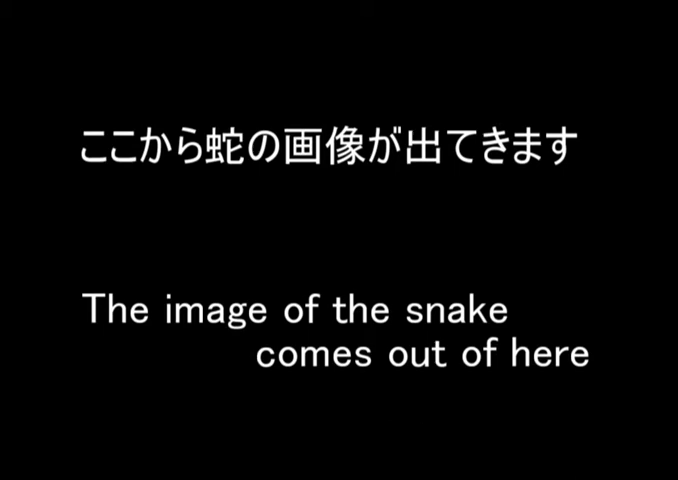 ここから蛇の画像が出てきます
The image of the snake
comes out of here